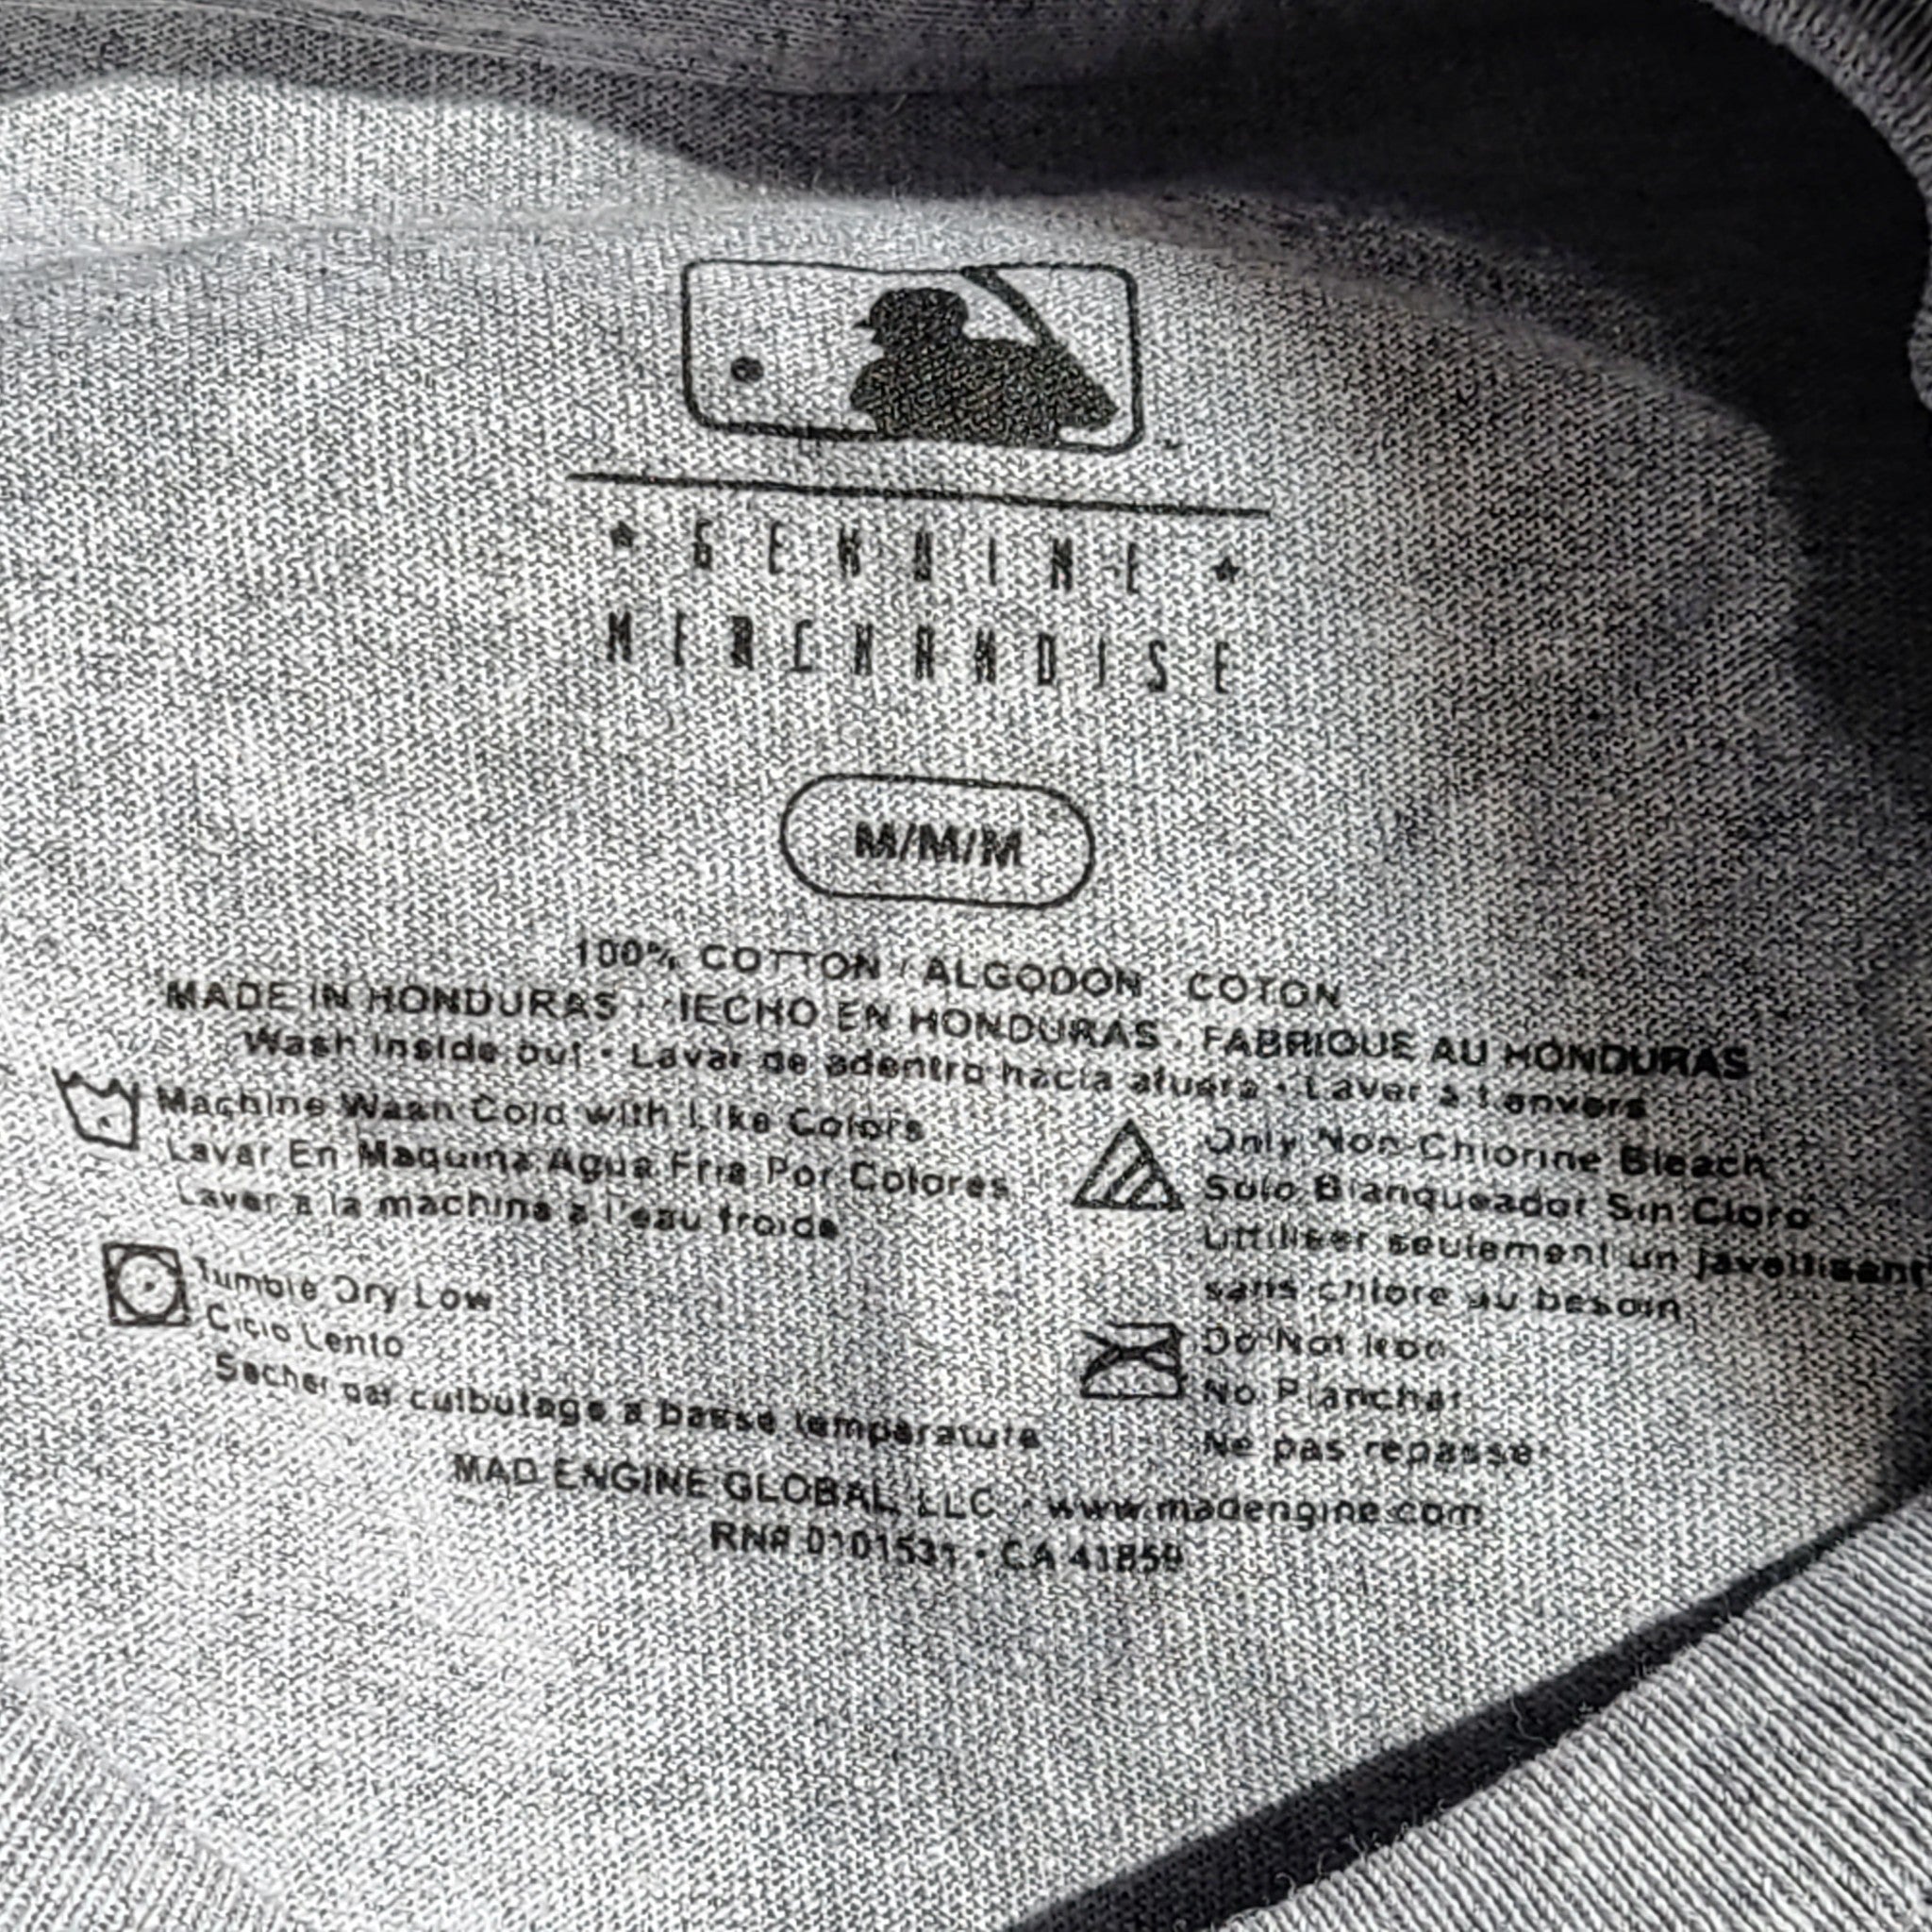 ★ GENUINE ★
MERCHANDISE
M/M/M
100% COTTON / ALGODON / COTON
MADE IN HONDURAS / HECHO EN HONDURAS / FABRIQUE AU HONDURAS
Wash inside out • Lavar de adentro hacia afuera • Laver à l'envers
Machine Wash Cold with Like Colors
Lavar En Maquina Agua Fria Por Colores
Laver à la machine à l'eau froide
Only Non-Chlorine Bleach
Solo Blanqueador Sin Cloro
Uttiliser seulement un javellisant
sans chlore au besoin
Tumble Dry Low
Ciclo Lento
Secher par culbutage a basse temperature
Do Not Iron
No Planchar
Ne pas repasser
MAD ENGINE GLOBAL, LLC • www.madengine.com
RN# 0101531 • CA 41859